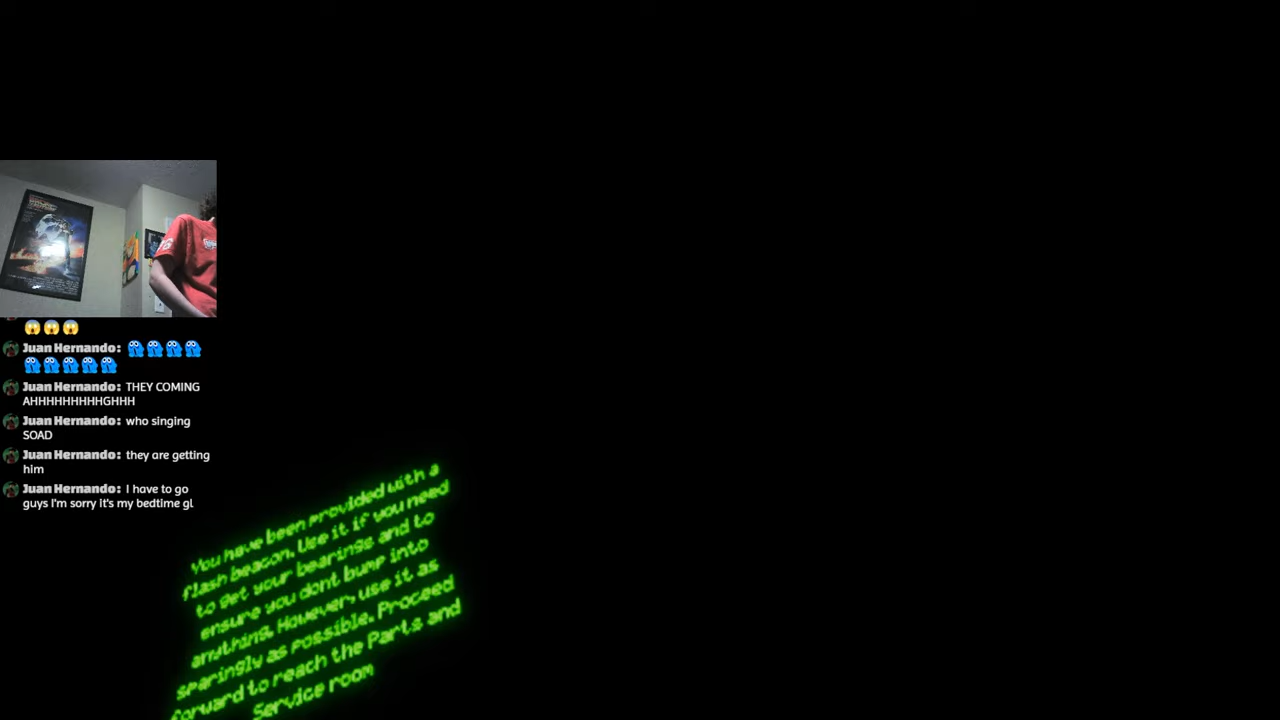 Juan Hernando: 
Juan Hernando: THEY COMING
AHHHHHHHHHGHHH
Juan Hernando: who singing
SOAD
Juan Hernando: they are getting
him
Juan Hernando: I have to go
guys I'm sorry it's my bedtime gl
You have been provided with a
flash beacon. Use it if you need
to get your bearings and to
ensure you dont bump into
anything. However, use it as
sparingly as possible. Proceed
forward to reach the Parts and
Service room